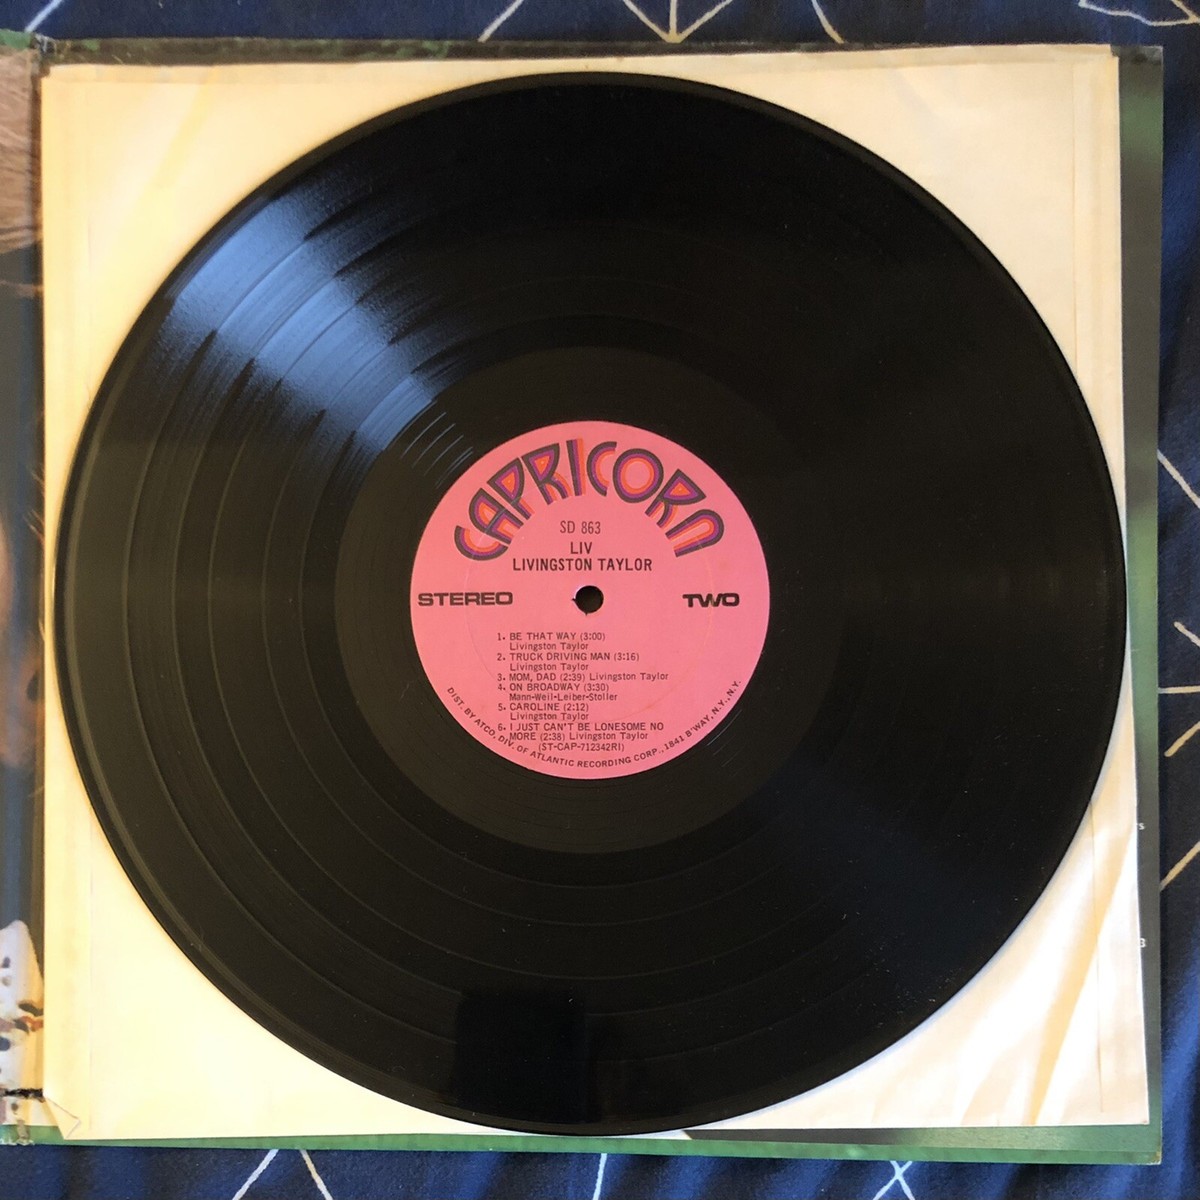 CAPRICORN
SD 863
LIV
LIVINGSTON TAYLOR
STEREO
TWO
1. BE THAT WAY (3:00)
Livingston Taylor
2. TRUCK DRIVING MAN (3:16)
Livingston Taylor
3. MOM, DAD (2:39) Livingston Taylor
4. ON BROADWAY (3:30)
Mann-Weil-Leiber-Stoller
5. CAROLINE (2:12)
Livingston Taylor
6. I JUST CAN'T BE LONESOME NO
MORE (2:38) Livingston Taylor
(ST-CAP-712342RI)
DIST. BY ATCO, DIV. OF ATLANTIC RECORDING CORP., 1841 B'WAY, N.Y., N.Y.